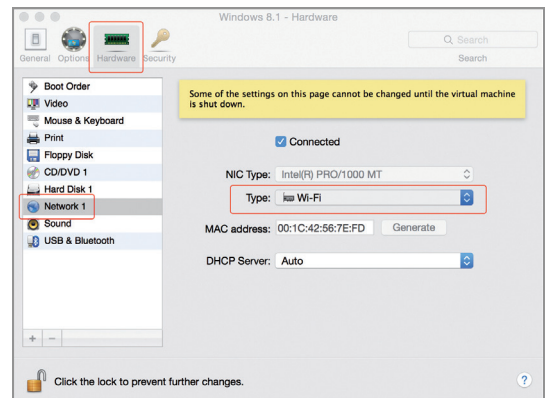 Windows 8.1 - Hardware
General Options Hardware Security
Search
Search
Boot Order
Video
Mouse & Keyboard
Print
Floppy Disk
CD/DVD 1
Hard Disk 1
Network 1
Sound
USB & Bluetooth
+ −
Some of the settings on this page cannot be changed until the virtual machine
is shut down.
Connected
NIC Type: Intel(R) PRO/1000 MT
Type: Wi-Fi
MAC address: 00:1C:42:56:7E:FD Generate
DHCP Server: Auto
Click the lock to prevent further changes.
?